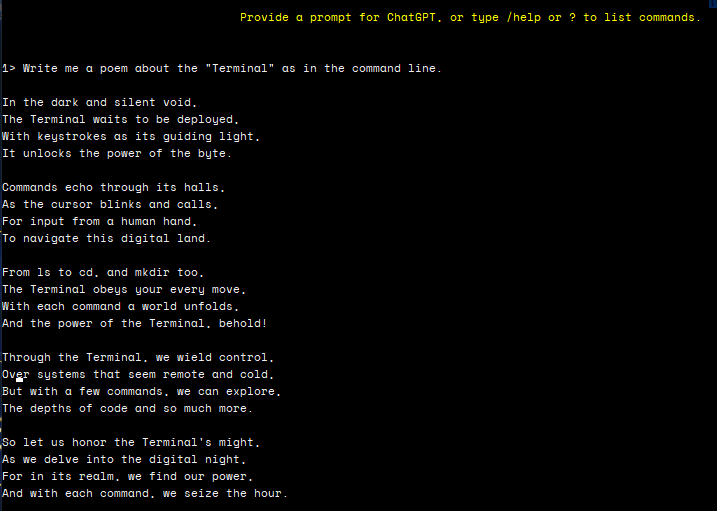 Provide a prompt for ChatGPT, or type /help or ? to list commands.
1> Write me a poem about the "Terminal" as in the command line.
In the dark and silent void,
The Terminal waits to be deployed,
With keystrokes as its guiding light,
It unlocks the power of the byte.
Commands echo through its halls,
As the cursor blinks and calls,
For input from a human hand,
To navigate this digital land.
From ls to cd, and mkdir too,
The Terminal obeys your every move,
With each command a world unfolds,
And the power of the Terminal, behold!
Through the Terminal, we wield control,
Over systems that seem remote and cold,
But with a few commands, we can explore,
The depths of code and so much more.
So let us honor the Terminal's might,
As we delve into the digital night,
For in its realm, we find our power,
And with each command, we seize the hour.